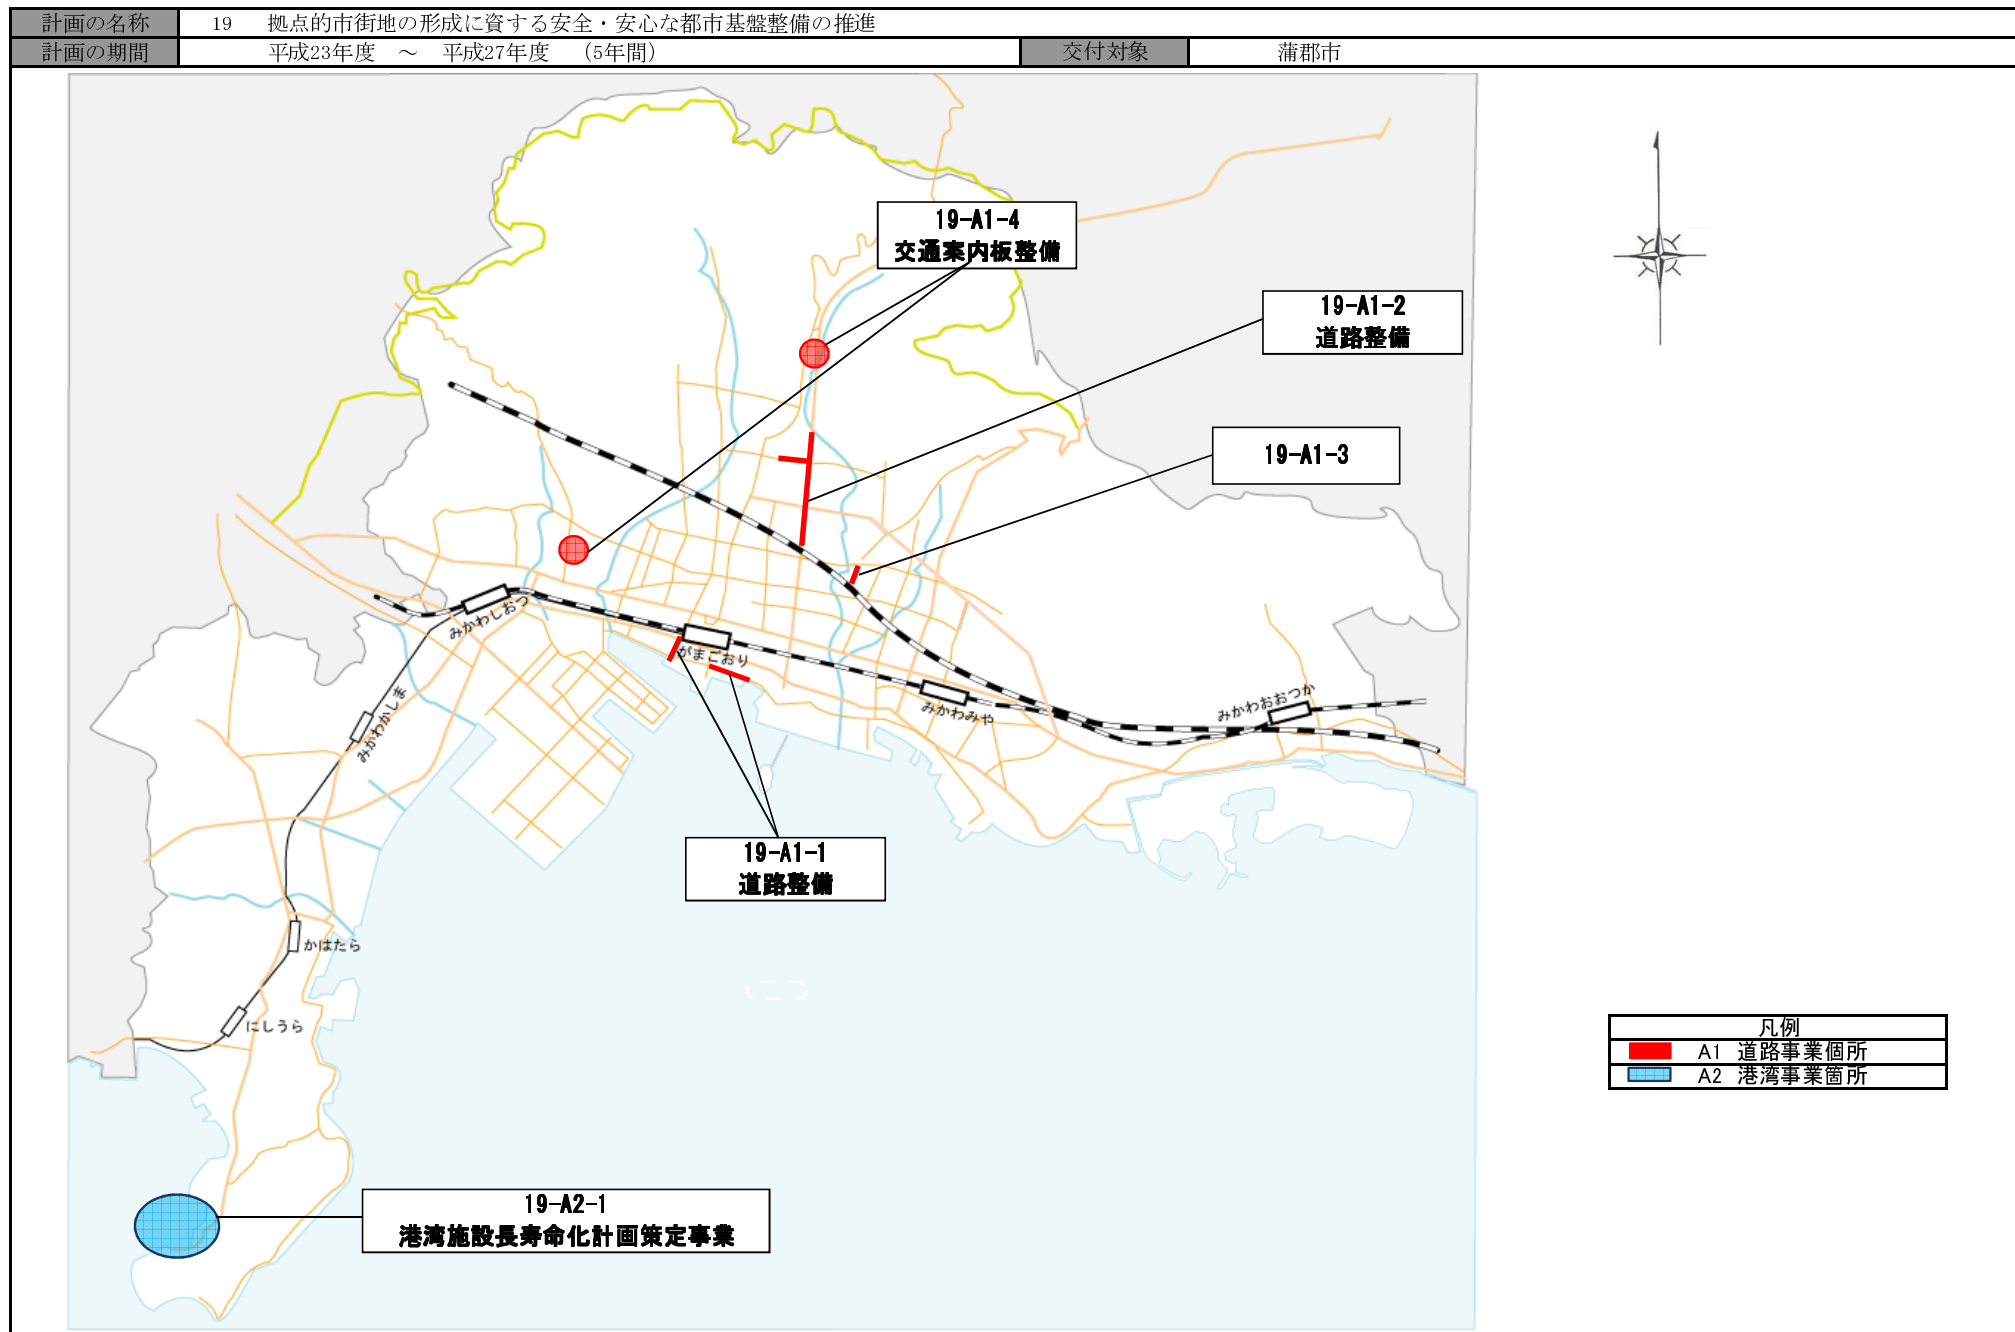 計画の名称 19 拠点的市街地の形成に資する安全・安心な都市基盤整備の推進
計画の期間 平成23年度 ～ 平成27年度 （5年間） 交付対象 蒲郡市
19-A1-4
交通案内板整備
19-A1-2
道路整備
19-A1-3
みかわしおつ
がまごおり
みかわかしま
みかわみや
みかわおおつか
19-A1-1
道路整備
かはたら
にしうら
凡例
A1 道路事業個所
A2 港湾事業箇所
19-A2-1
港湾施設長寿命化計画策定事業